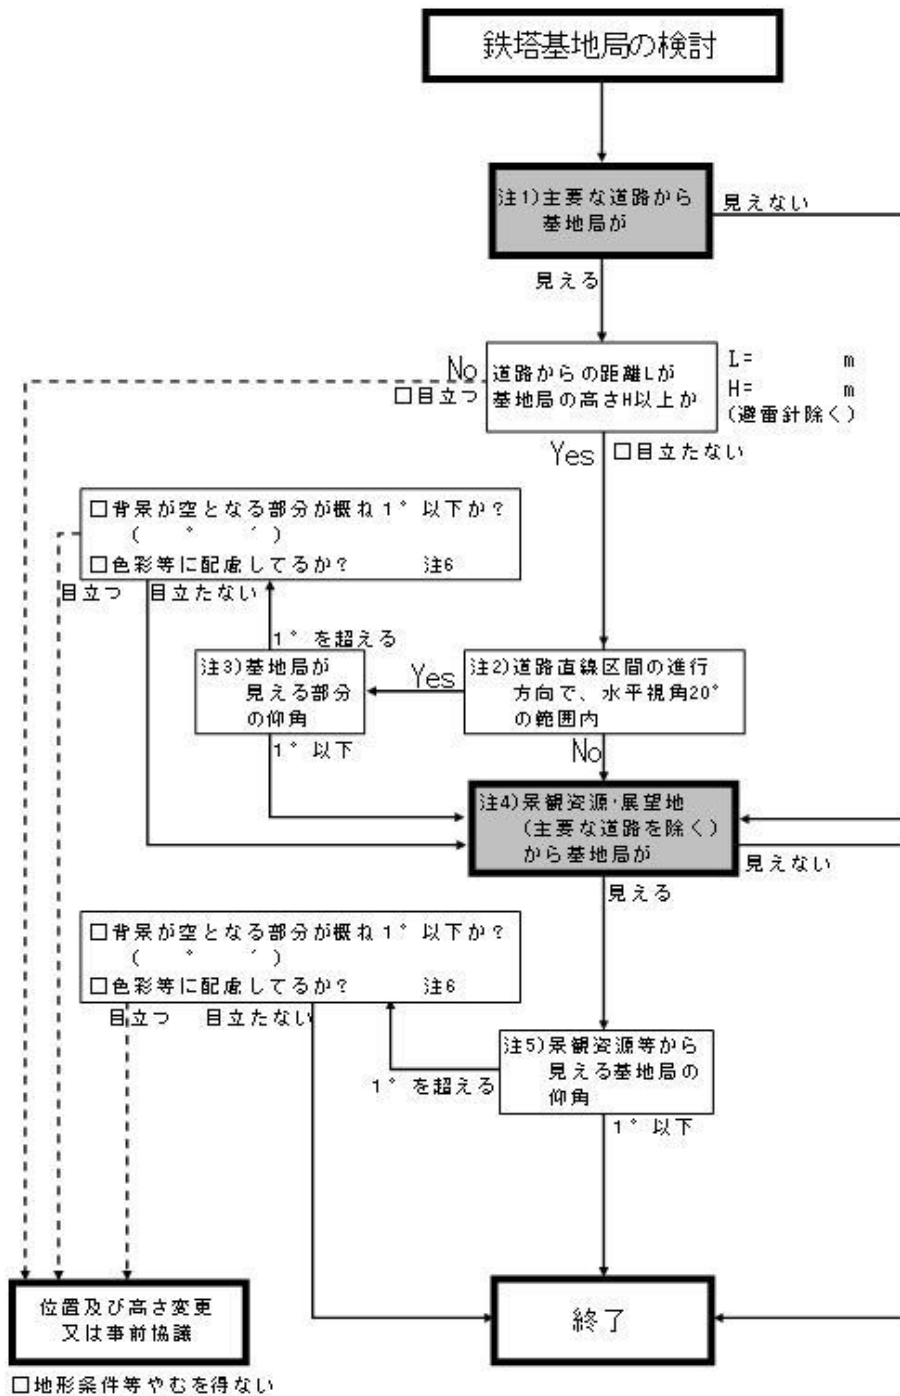 鉄塔基地局の検討
注1)主要な道路から
基地局が
見えない
見える
No
□目立つ
道路からの距離Lが
基地局の高さH以上か
L=　　　m
H=　　　m
(避雷針除く)
Yes
□目立たない
□背景が空となる部分が概ね1°以下か?
(　　°　　′)
□色彩等に配慮してるか?　　　注6
目立つ
目立たない
1°を超える
注3)基地局が
見える部分
の仰角
Yes
注2)道路直線区間の進行
方向で、水平視角20°
の範囲内
1°以下
No
注4)景観資源・展望地
(主要な道路を除く)
から基地局が
見えない
見える
□背景が空となる部分が概ね1°以下か?
(　　°　　′)
□色彩等に配慮してるか?　　　注6
目立つ
目立たない
注5)景観資源等から
見える基地局の
仰角
1°を超える
1°以下
位置及び高さ変更
又は事前協議
終了
□地形条件等やむを得ない